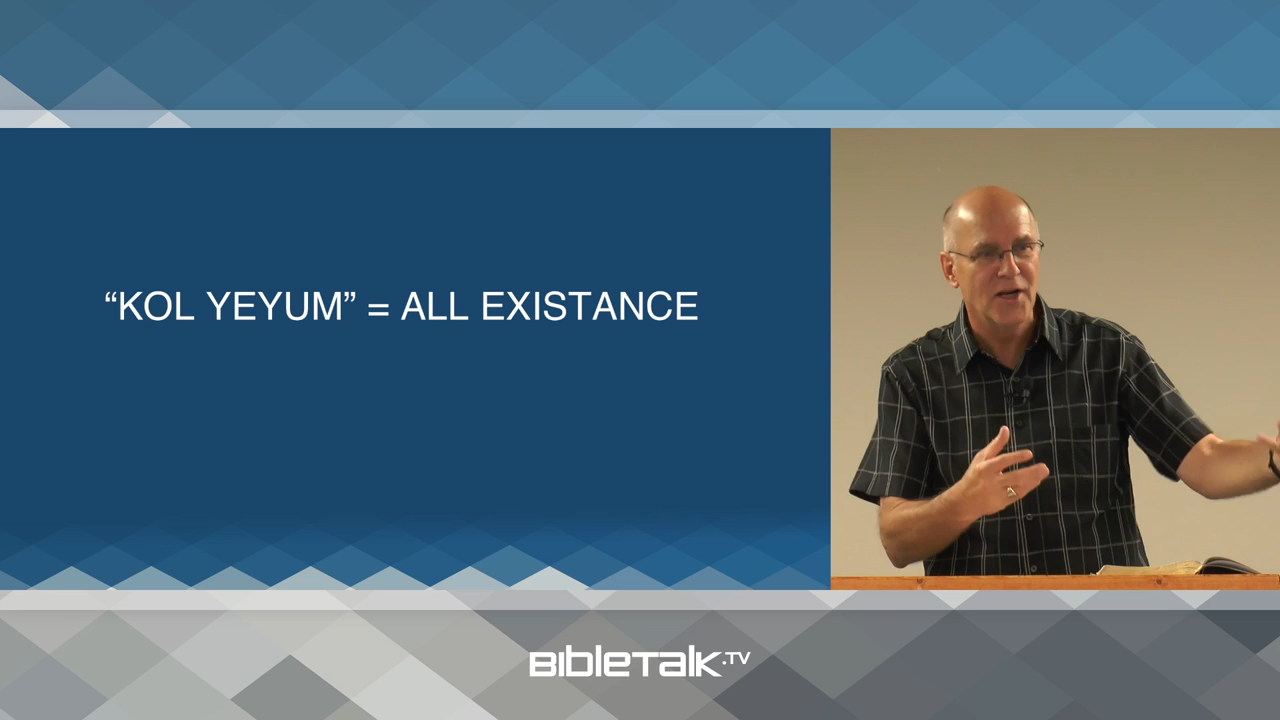 “KOL YEYUM” = ALL EXISTANCE
BIBLETALK.TV